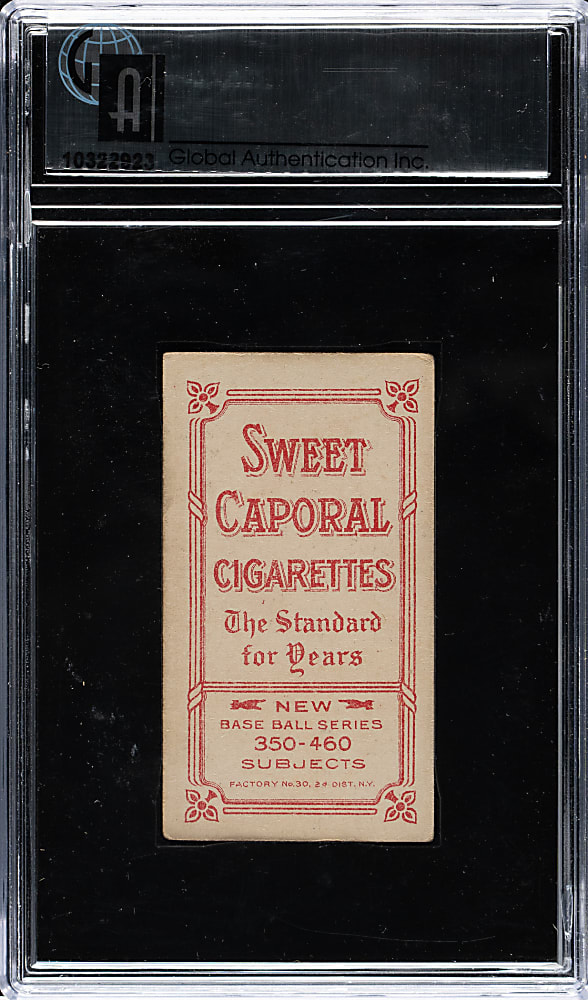 GA
10322923 Global Authentication Inc.
SWEET
CAPORAL
CIGARETTES
The Standard
for Years
NEW
BASE BALL SERIES
350-460
SUBJECTS
FACTORY No. 30, 2d DIST. N.Y.